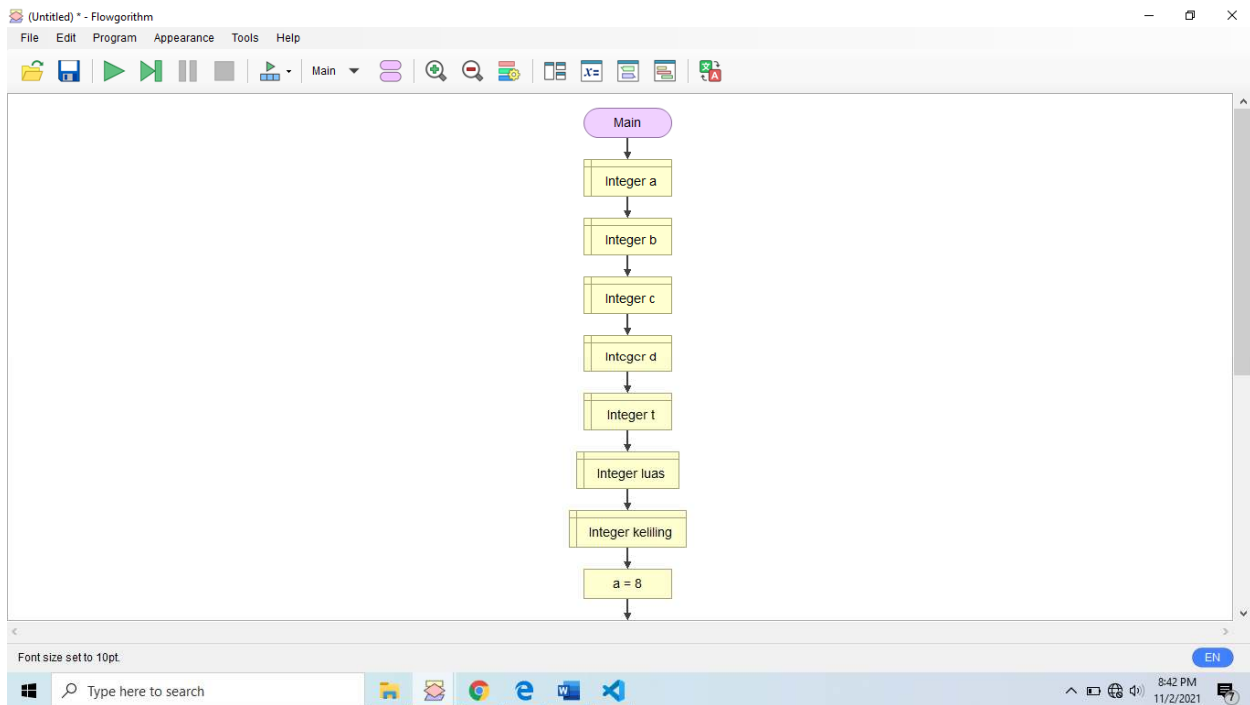 (Untitled) * - Flowgorithm
File Edit Program Appearance Tools Help
Main
x=
Main
Integer a
Integer b
Integer c
Integer d
Integer t
Integer luas
Integer keliling
a = 8
Font size set to 10pt.
EN
Type here to search
8:42 PM
11/2/2021
7